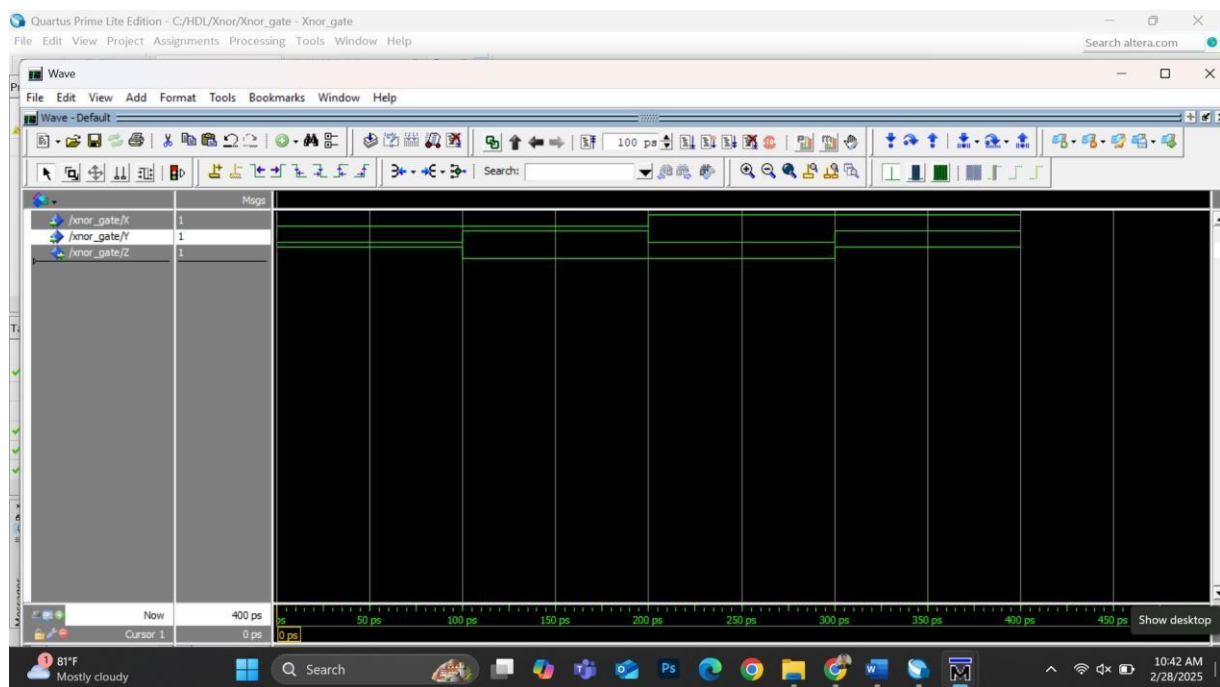 Quartus Prime Lite Edition - C:/HDL/Xnor/Xnor_gate - Xnor_gate
File Edit View Project Assignments Processing Tools Window Help
Search altera.com
Wave
File Edit View Add Format Tools Bookmarks Window Help
Wave - Default
100 ps
Search:
Msgs
/xnor_gate/X 1
/xnor_gate/Y 1
/xnor_gate/Z 1
Now 400 ps
ps 50 ps 100 ps 150 ps 200 ps 250 ps 300 ps 350 ps 400 ps 450 ps
Show desktop
Cursor 1 0 ps 0 ps
1 81°F
Mostly cloudy
Search
Ps
10:42 AM
2/28/2025